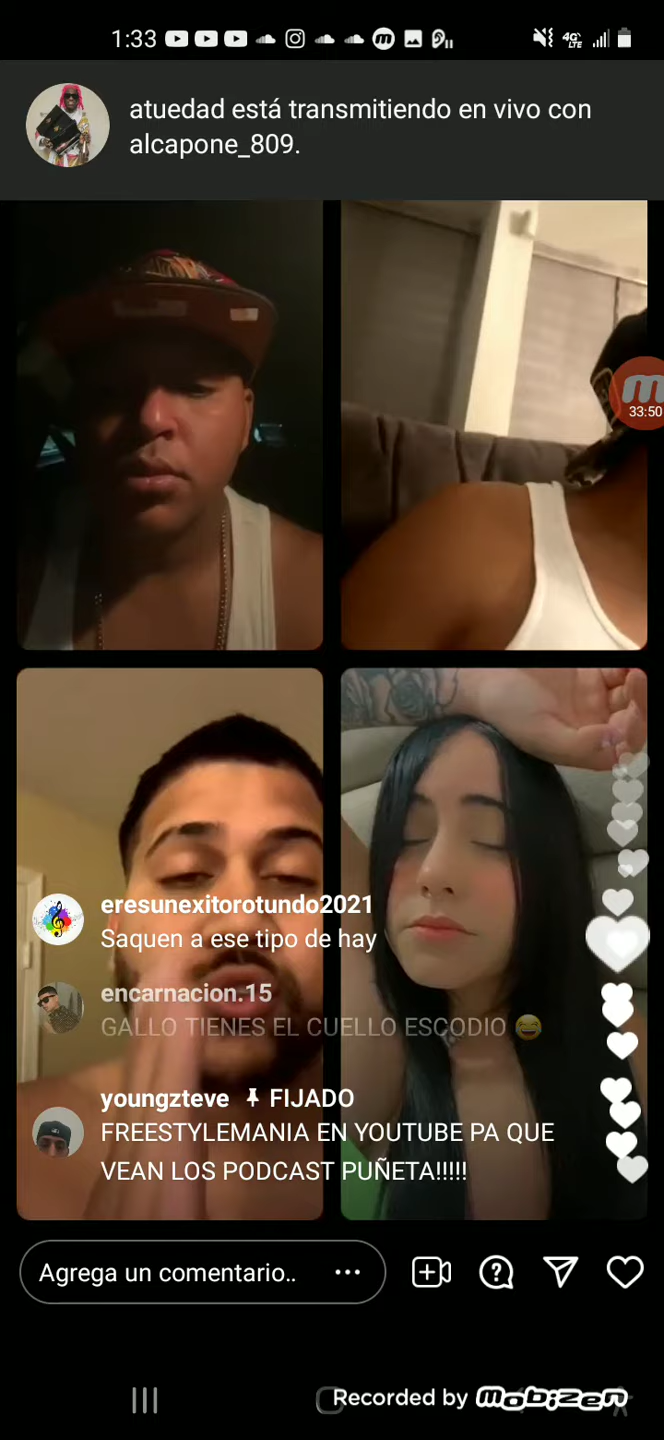 1:33
4G LTE
atuedad está transmitiendo en vivo con
alcapone_809.
m
33:50
eresunexitorotundo2021
Saquen a ese tipo de hay
encarnacion.15
GALLO TIENES EL CUELLO ESCODIO 😂
youngzteve FIJADO
FREESTYLEMANIA EN YOUTUBE PA QUE
VEAN LOS PODCAST PUÑETA!!!!!
Agrega un comentario..
Recorded by mobizen